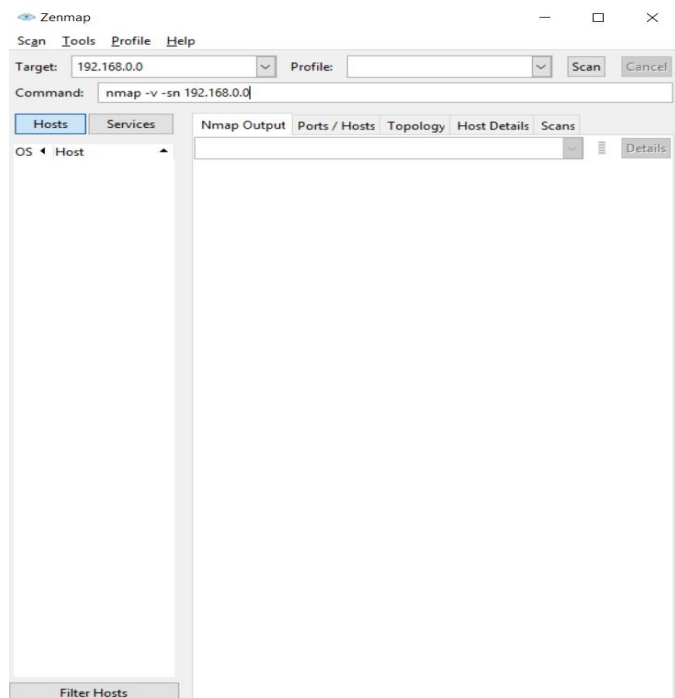 Zenmap
Scan Tools Profile Help
Target: 192.168.0.0 Profile: Scan Cancel
Command: nmap -v -sn 192.168.0.0
Hosts Services Nmap Output Ports / Hosts Topology Host Details Scans
OS Host Details
Filter Hosts